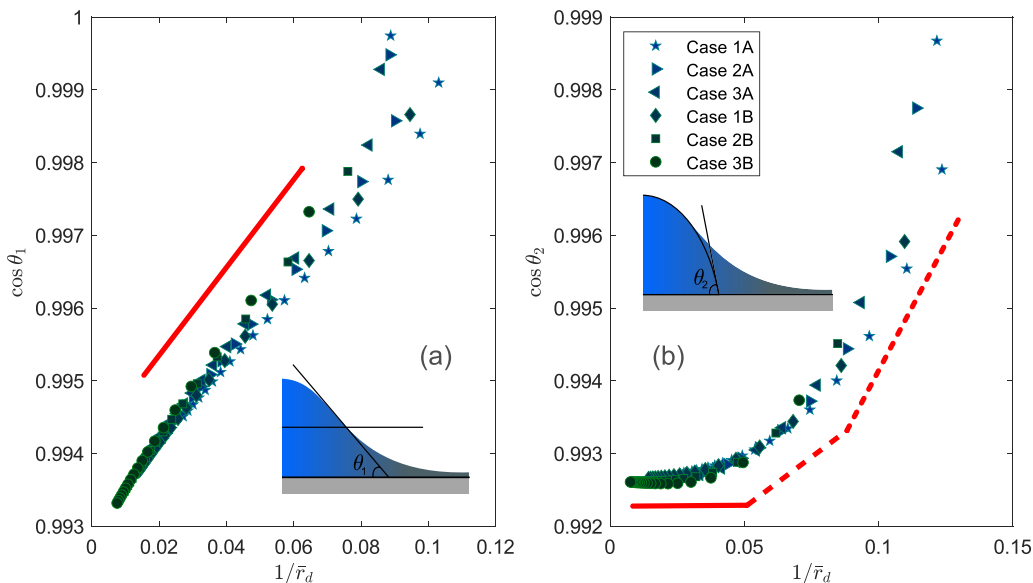 1
0.999
0.998
0.997
0.996
0.995
0.994
0.993
0
0.02
0.04
0.06
0.08
0.1
0.12
cos θ₁
1/r̄_d
(a)
θ₁
0.999
0.998
0.997
0.996
0.995
0.994
0.993
0.992
0
0.05
0.1
0.15
cos θ₂
1/r̄_d
Case 1A
Case 2A
Case 3A
Case 1B
Case 2B
Case 3B
θ₂
(b)